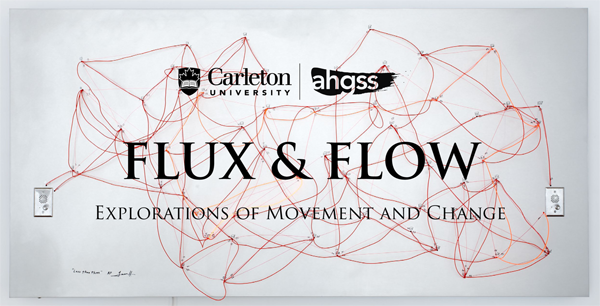 Carleton
UNIVERSITY
ahgss
FLUX & FLOW
EXPLORATIONS OF MOVEMENT AND CHANGE